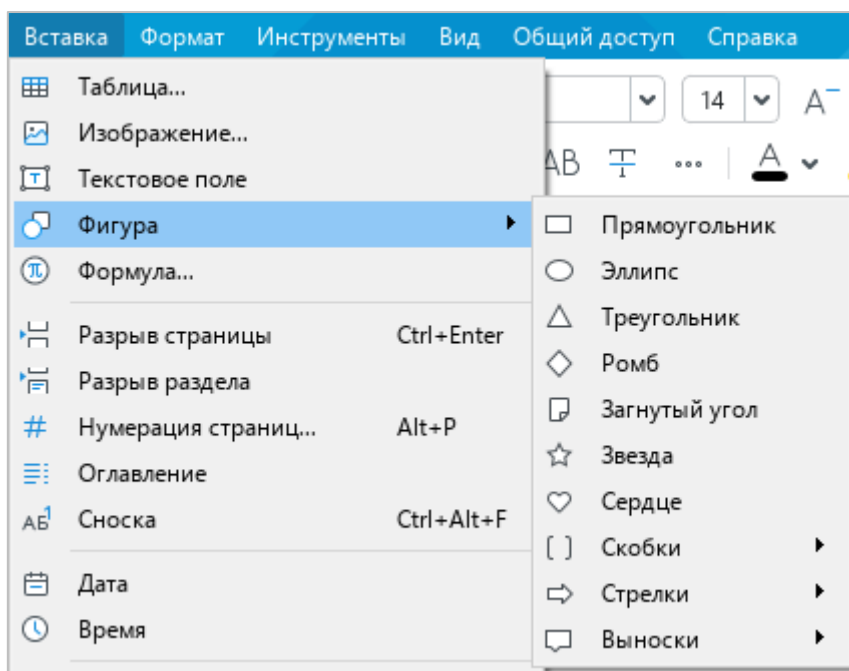 Вставка Формат Инструменты Вид Общий доступ Справка
Таблица...
Изображение...
Текстовое поле
Фигура
Формула...
Разрыв страницы Ctrl+Enter
Разрыв раздела
Нумерация страниц... Alt+P
Оглавление
АБ1 Сноска Ctrl+Alt+F
Дата
Время
14 A
AB T A
Прямоугольник
Эллипс
Треугольник
Ромб
Загнутый угол
Звезда
Сердце
Скобки
Стрелки
Выноски